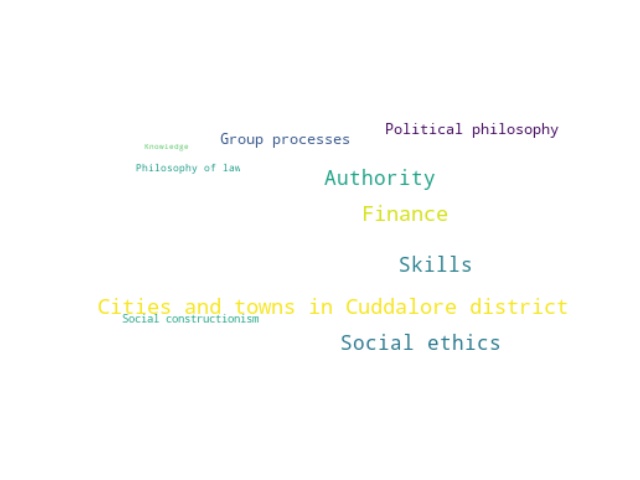 Political philosophy
Group processes
Knowledge
Philosophy of law
Authority
Finance
Skills
Cities and towns in Cuddalore district
Social constructionism
Social ethics